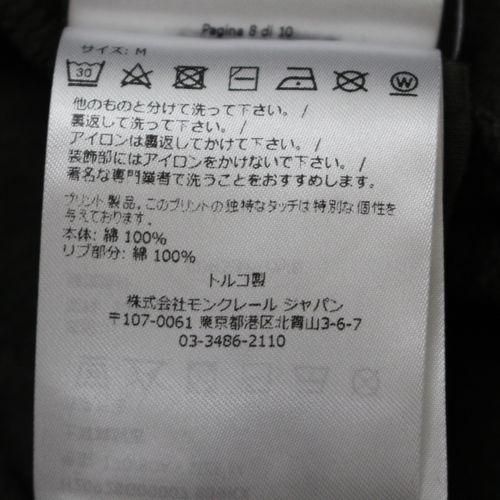 Pagina 8 di 10
サイズ: M
30
W
他のものと分けて洗って下さい。 /
裏返して洗って下さい。 /
アイロンは裏返してかけて下さい。 /
装飾部にはアイロンをかけないで下さい。 /
著名な専門業者で洗うことをおすすめします。
プリント製品。このプリントの独特なタッチは特別な個性を
与えております。
本体: 綿 100%
リブ部分: 綿 100%
トルコ製
株式会社モンクレール ジャパン
〒107-0061 東京都港区北青山3-6-7
03-3486-2110